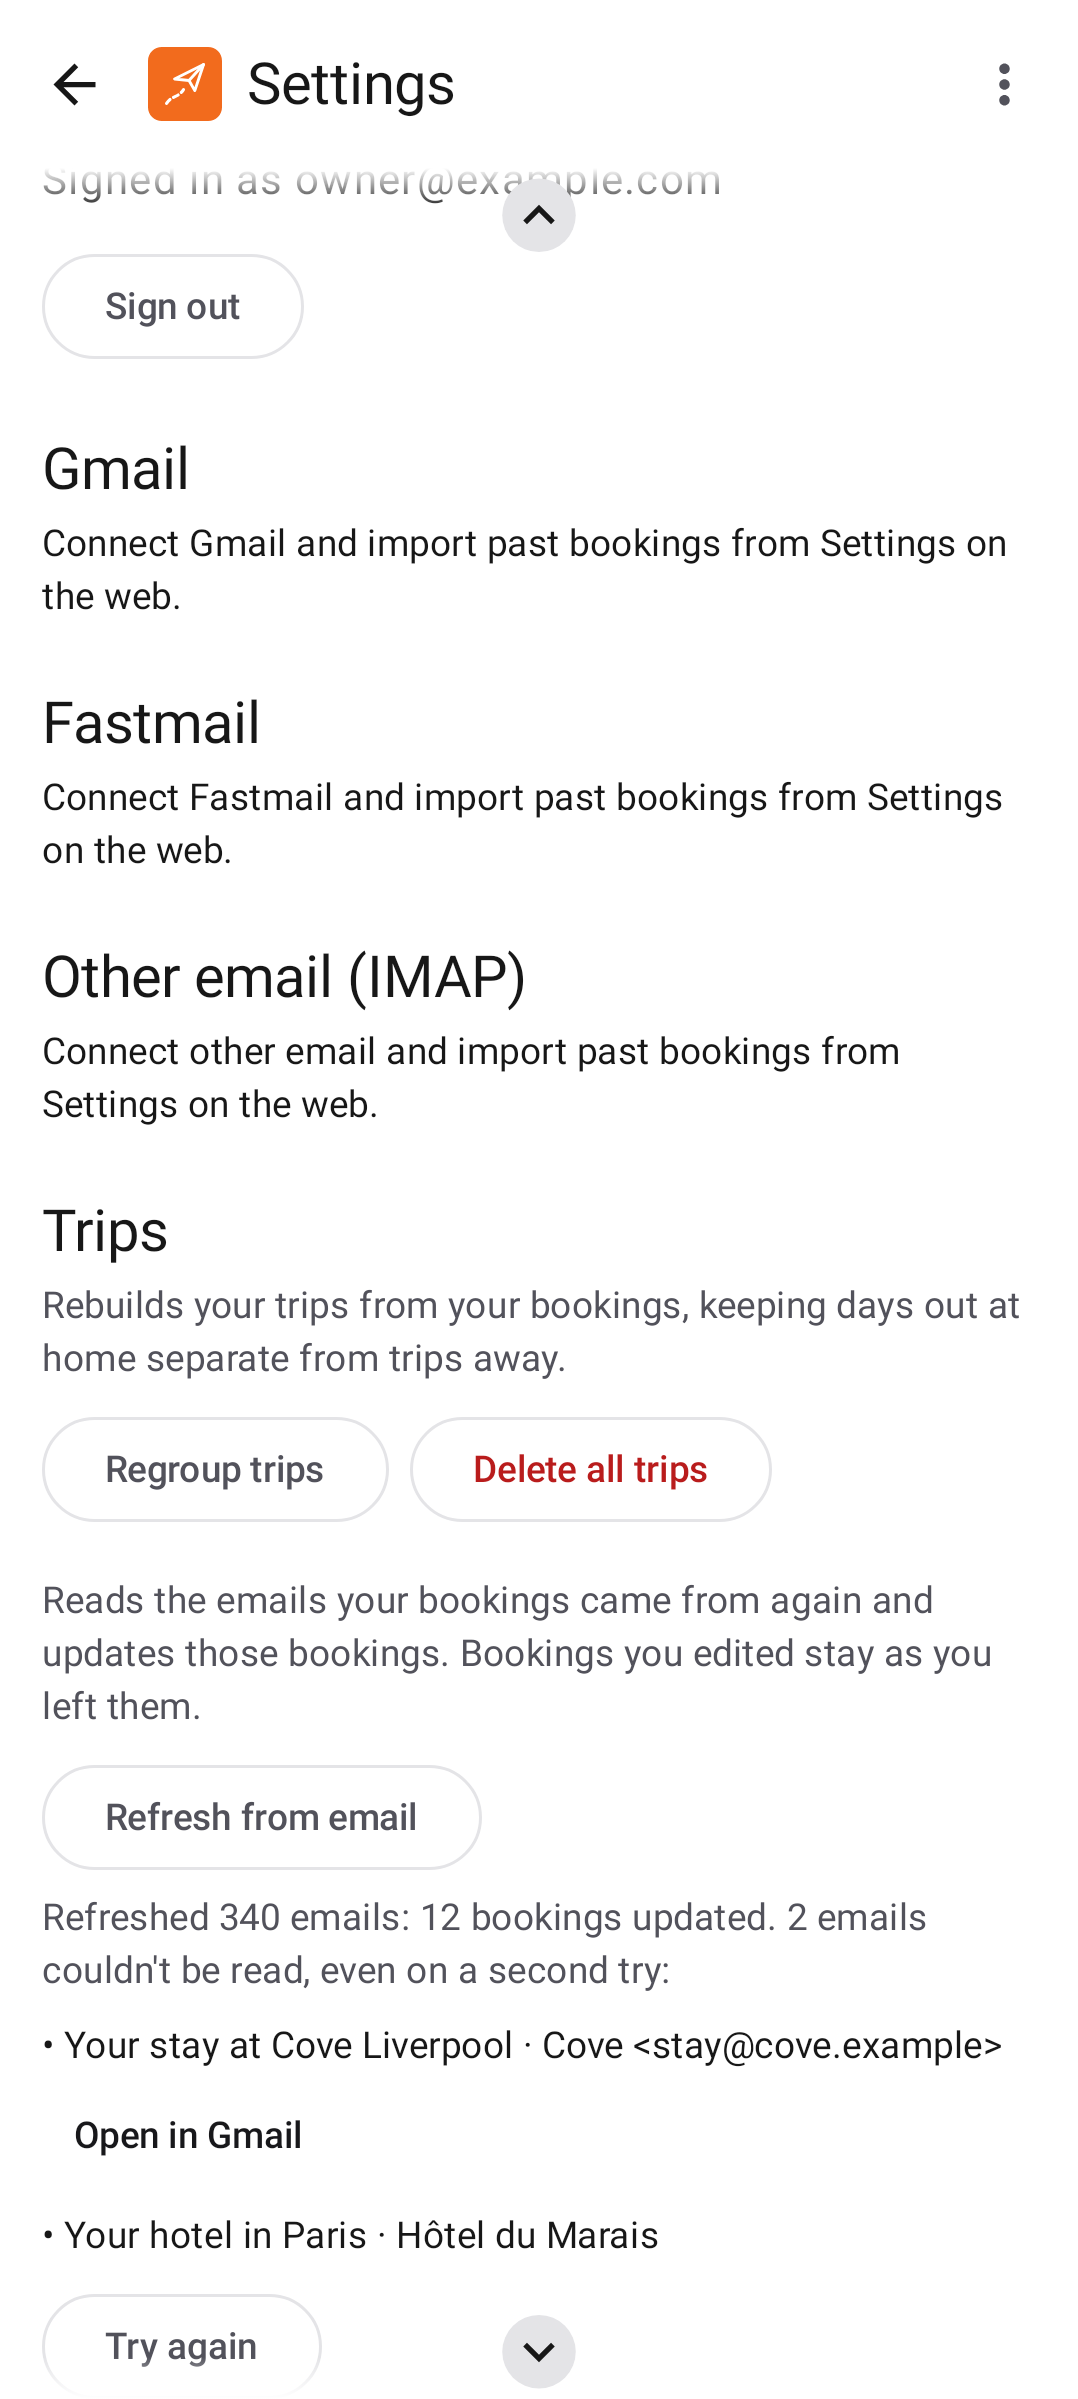 Settings
Signed in as owner@example.com
Sign out
Gmail
Connect Gmail and import past bookings from Settings on
the web.
Fastmail
Connect Fastmail and import past bookings from Settings
on the web.
Other email (IMAP)
Connect other email and import past bookings from
Settings on the web.
Trips
Rebuilds your trips from your bookings, keeping days out at
home separate from trips away.
Regroup trips
Delete all trips
Reads the emails your bookings came from again and
updates those bookings. Bookings you edited stay as you
left them.
Refresh from email
Refreshed 340 emails: 12 bookings updated. 2 emails
couldn't be read, even on a second try:
• Your stay at Cove Liverpool · Cove <stay@cove.example>
Open in Gmail
• Your hotel in Paris · Hôtel du Marais
Try again